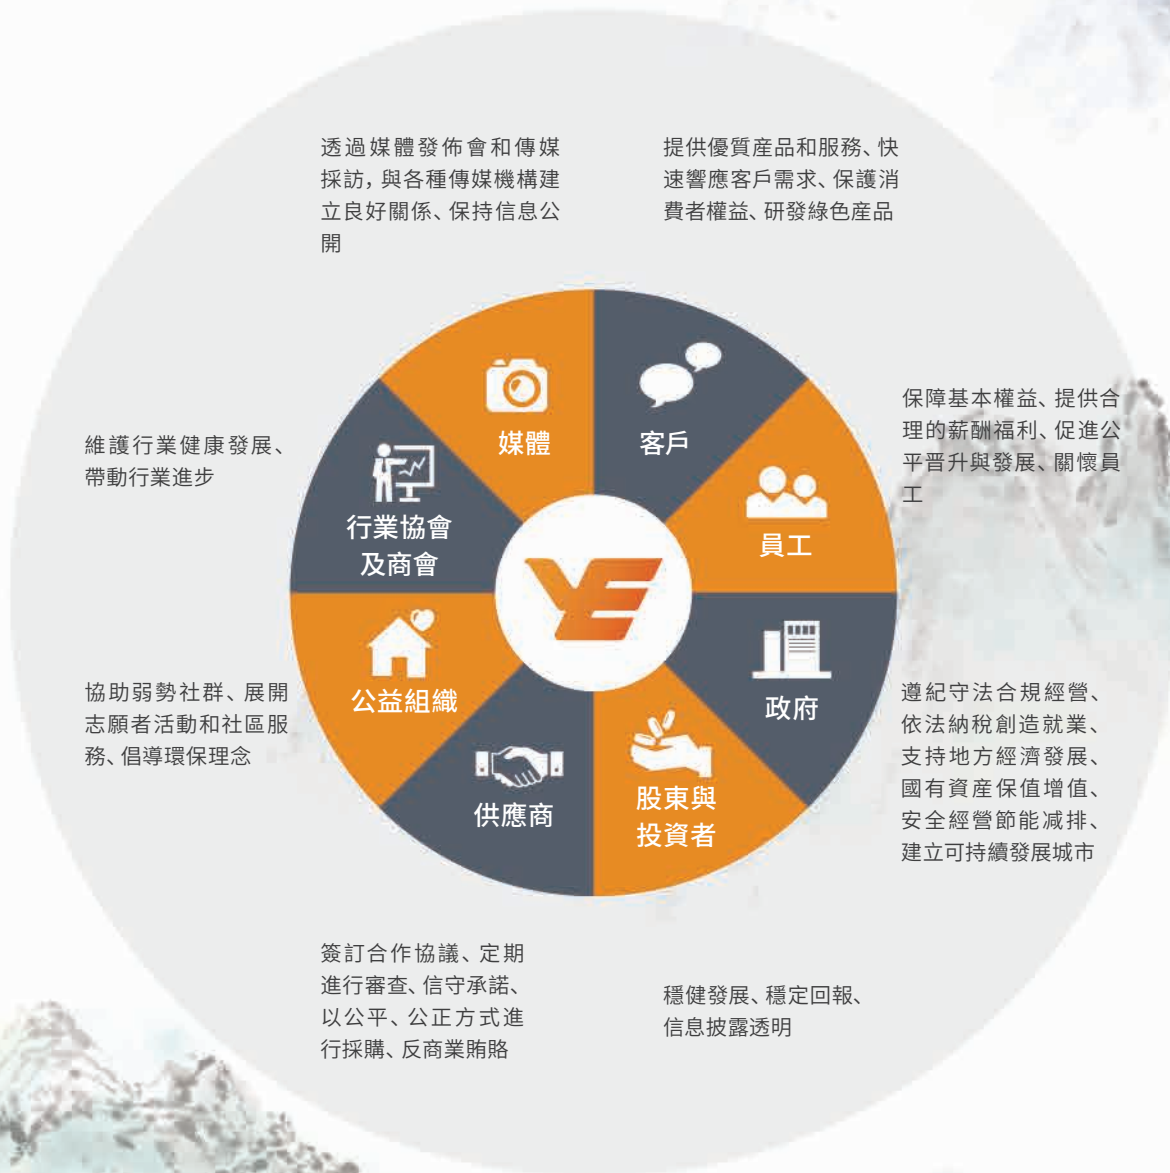 透過媒體發佈會和傳媒
採訪，與各種傳媒機構建
立良好關係、保持信息公
開
提供優質産品和服務、快
速響應客戶需求、保護消
費者權益、研發綠色産品
媒體
客戶
維護行業健康發展、
帶動行業進步
行業協會
及商會
員工
保障基本權益、提供合
理的薪酬福利、促進公
平晋升與發展、關懷員
工
YE
公益組織
協助弱勢社群、展開
志願者活動和社區服
務、倡導環保理念
政府
遵紀守法合規經營、
依法納稅創造就業、
支持地方經濟發展、
國有資産保值增值、
安全經營節能减排、
建立可持續發展城市
供應商
股東與
投資者
簽訂合作協議、定期
進行審查、信守承諾、
以公平、公正方式進
行採購、反商業賄賂
穩健發展、穩定回報、
信息披露透明